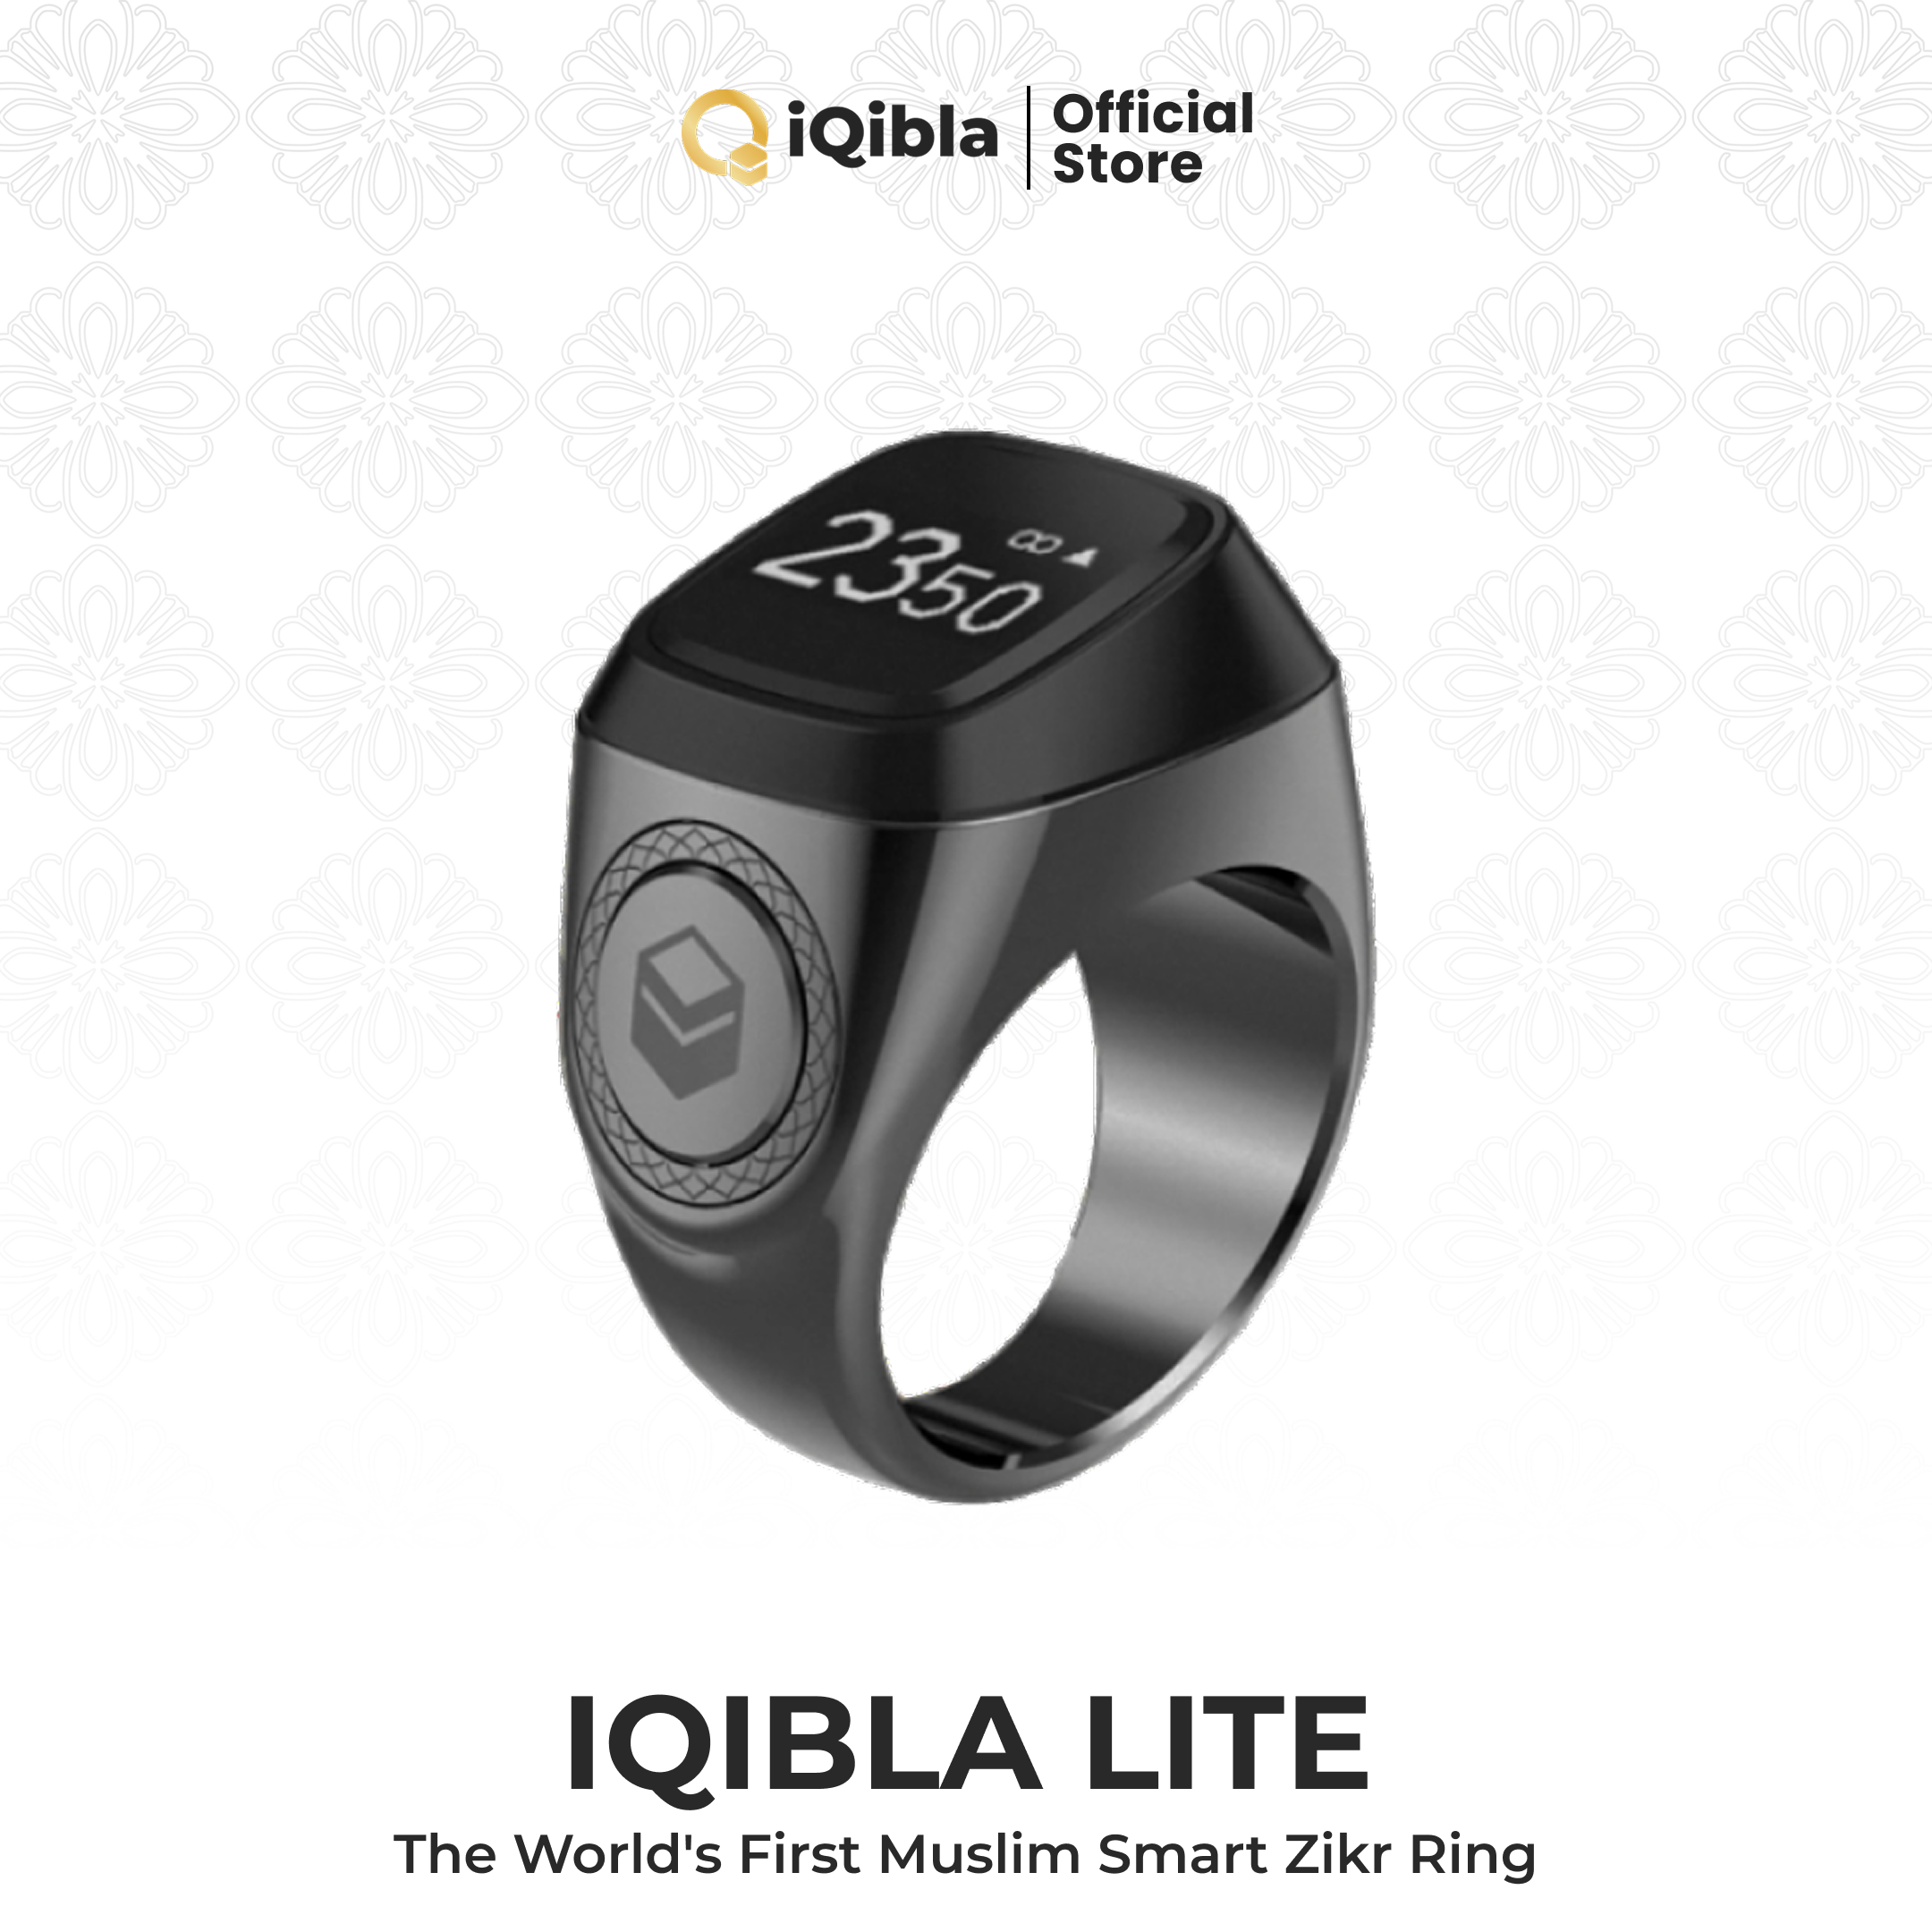 iQibla
Official
Store
∞ ▲
2350
IQIBLA LITE
The World's First Muslim Smart Zikr Ring